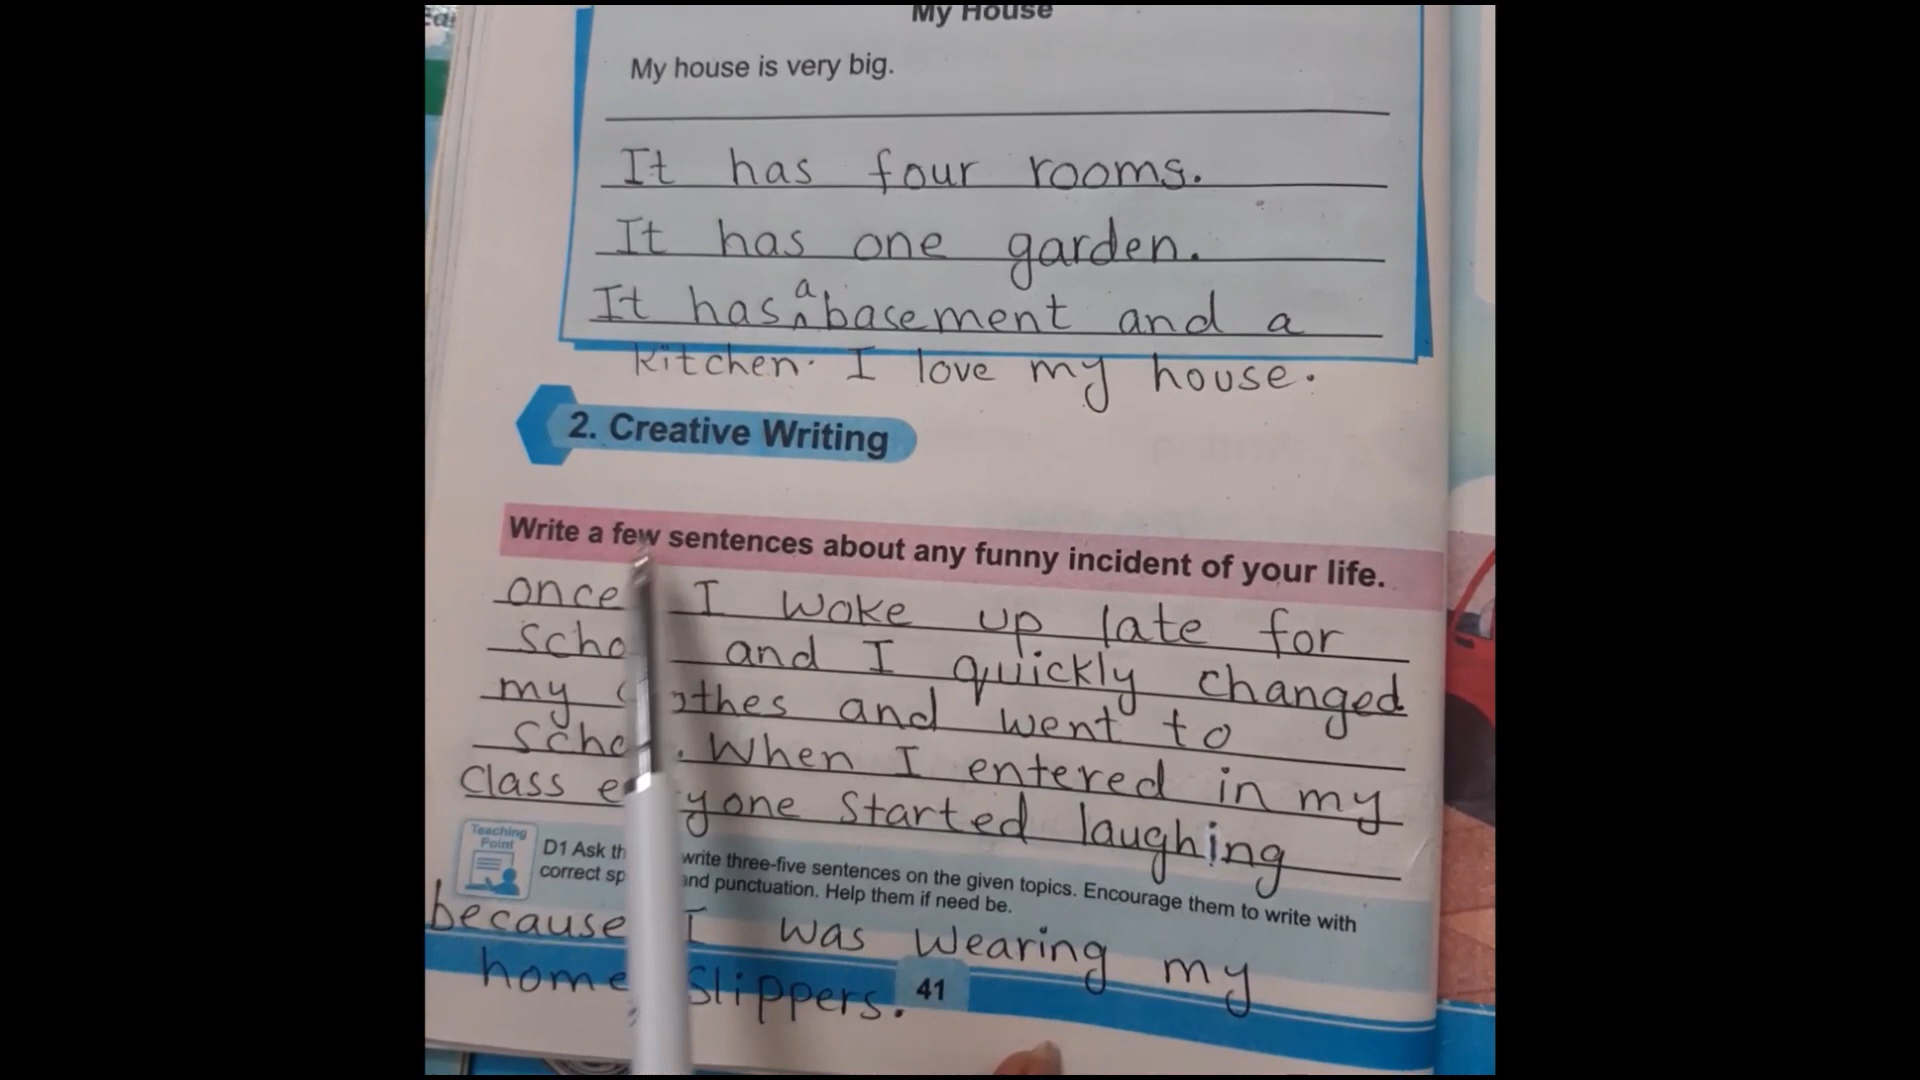 My House
My house is very big.
It has four rooms.
It has one garden.
It has a basement and a
kitchen. I love my house.
2. Creative Writing
Write a few sentences about any funny incident of your life.
once I woke up late for
and I quickly changed
my and went to
When I entered in my
class started laughing
Teaching
Point
D1 Ask write three-five sentences on the given topics. Encourage them to write with
correct and punctuation. Help them if need be.
because I was wearing my
home slippers.
41